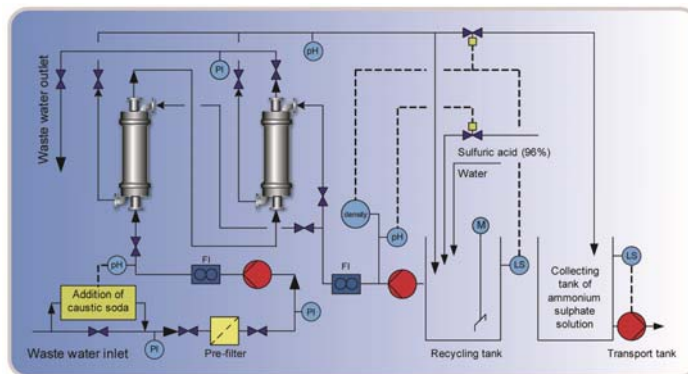 Waste water outlet
PI
pH
Sulfuric acid (96%)
Water
density
pH
M
LS
LS
pH
FI
FI
Addition of
caustic soda
PI
PI
Waste water inlet
Pre-filter
Recycling tank
Collecting
tank of
ammonium
sulphate
solution
Transport tank